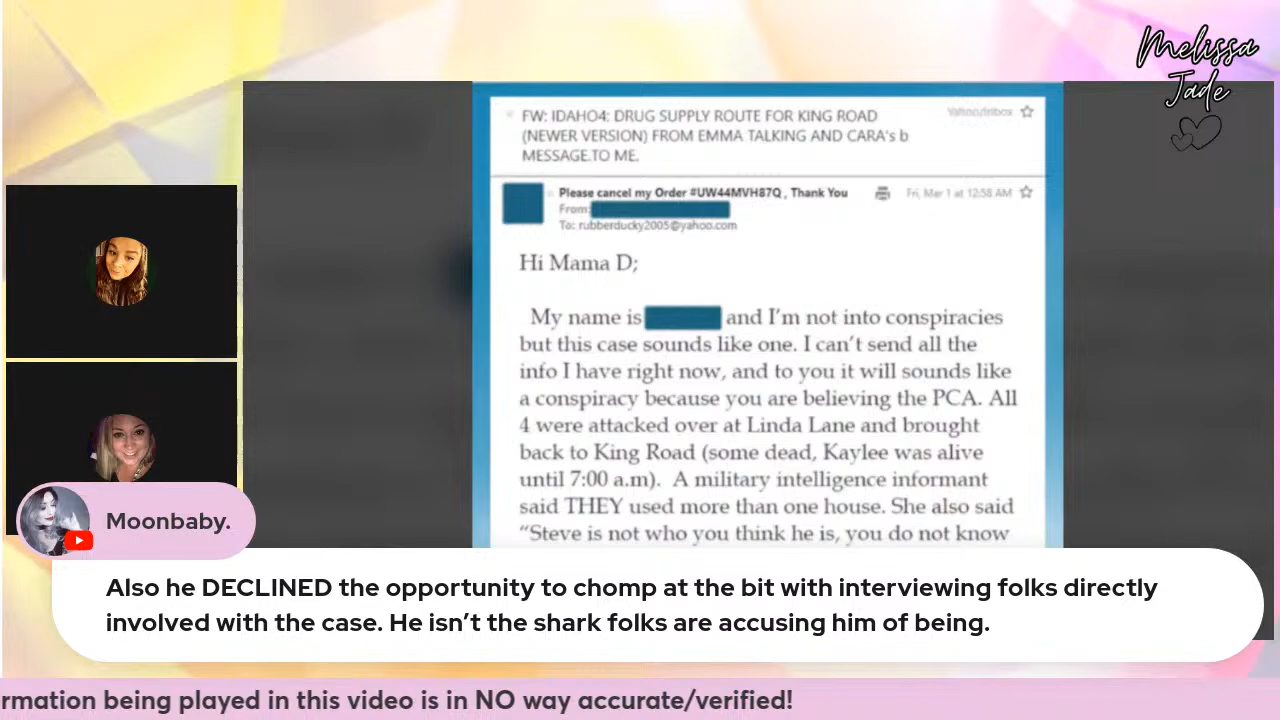 Melissa
Jade
FW: IDAHO4: DRUG SUPPLY ROUTE FOR KING ROAD
(NEWER VERSION) FROM EMMA TALKING AND CARA's b
MESSAGE.TO ME.
Yahoo/Inbox
Please cancel my Order #UW44MVH87Q , Thank You
Fri, Mar 1 at 12:58 AM
From:
To: rubberducky2005@yahoo.com
Hi Mama D;
My name is and I'm not into conspiracies
but this case sounds like one. I can't send all the
info I have right now, and to you it will sounds like
a conspiracy because you are believing the PCA. All
4 were attacked over at Linda Lane and brought
back to King Road (some dead, Kaylee was alive
until 7:00 a.m). A military intelligence informant
said THEY used more than one house. She also said
“Steve is not who you think he is, you do not know
Moonbaby.
Also he DECLINED the opportunity to chomp at the bit with interviewing folks directly
involved with the case. He isn’t the shark folks are accusing him of being.
rmation being played in this video is in NO way accurate/verified!